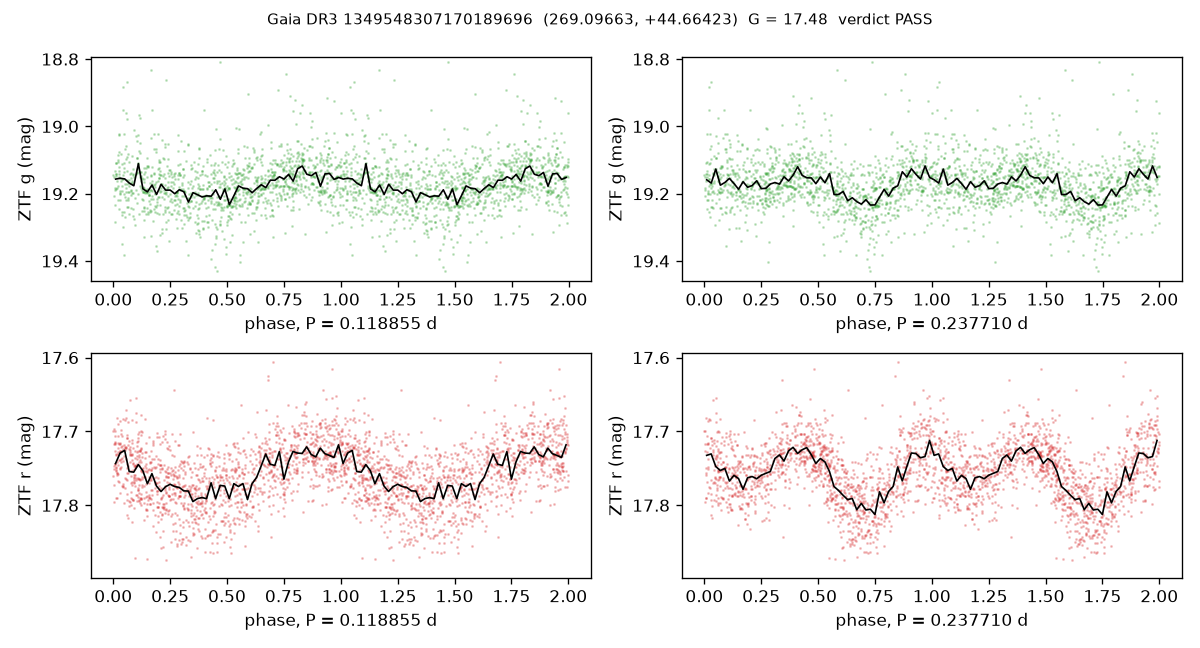 Gaia DR3 1349548307170189696  (269.09663, +44.66423)  G = 17.48  verdict PASS
18.8
19.0
19.2
19.4
ZTF g (mag)
0.00 0.25 0.50 0.75 1.00 1.25 1.50 1.75 2.00
phase, P = 0.118855 d
18.8
19.0
19.2
19.4
ZTF g (mag)
0.00 0.25 0.50 0.75 1.00 1.25 1.50 1.75 2.00
phase, P = 0.237710 d
17.6
17.7
17.8
ZTF r (mag)
0.00 0.25 0.50 0.75 1.00 1.25 1.50 1.75 2.00
phase, P = 0.118855 d
17.6
17.7
17.8
ZTF r (mag)
0.00 0.25 0.50 0.75 1.00 1.25 1.50 1.75 2.00
phase, P = 0.237710 d